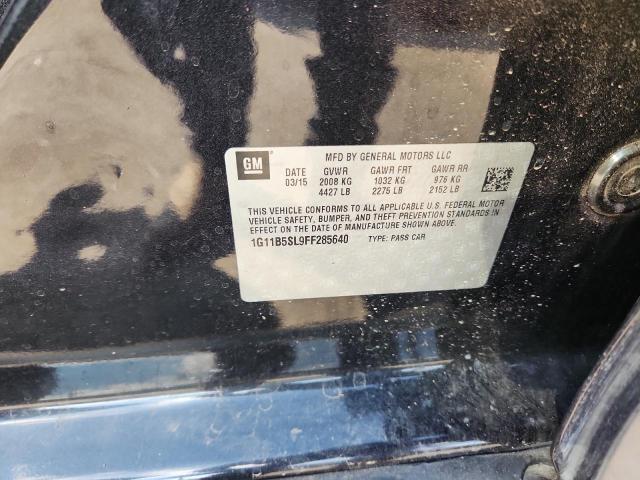 GM
MFD BY GENERAL MOTORS LLC
DATE GVWR GAWR FRT GAWR RR
03/15 2008 KG 1032 KG 976 KG
4427 LB 2275 LB 2152 LB
THIS VEHICLE CONFORMS TO ALL APPLICABLE U.S. FEDERAL MOTOR
VEHICLE SAFETY, BUMPER, AND THEFT PREVENTION STANDARDS IN
EFFECT ON THE DATE OF MANUFACTURE SHOWN ABOVE.
1G11B5SL9FF285640 TYPE: PASS CAR